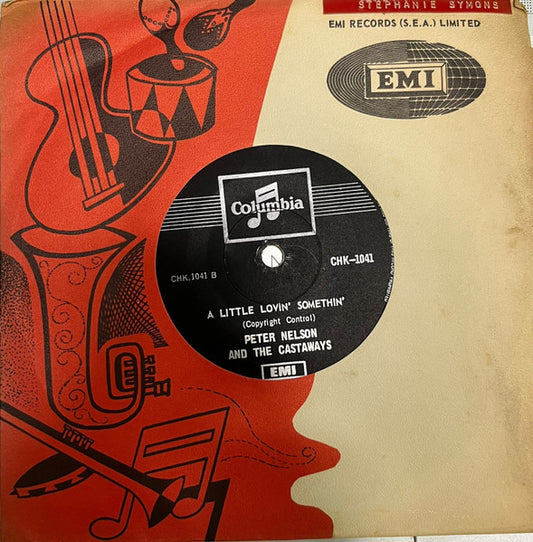 STEPHANIE SYMONS
EMI RECORDS (S.E.A.) LIMITED
EMI
Columbia
CHK.1041 B
CHK-1041
A LITTLE LOVIN' SOMETHIN'
(Copyright Control)
PETER NELSON
AND THE CASTAWAYS
EMI